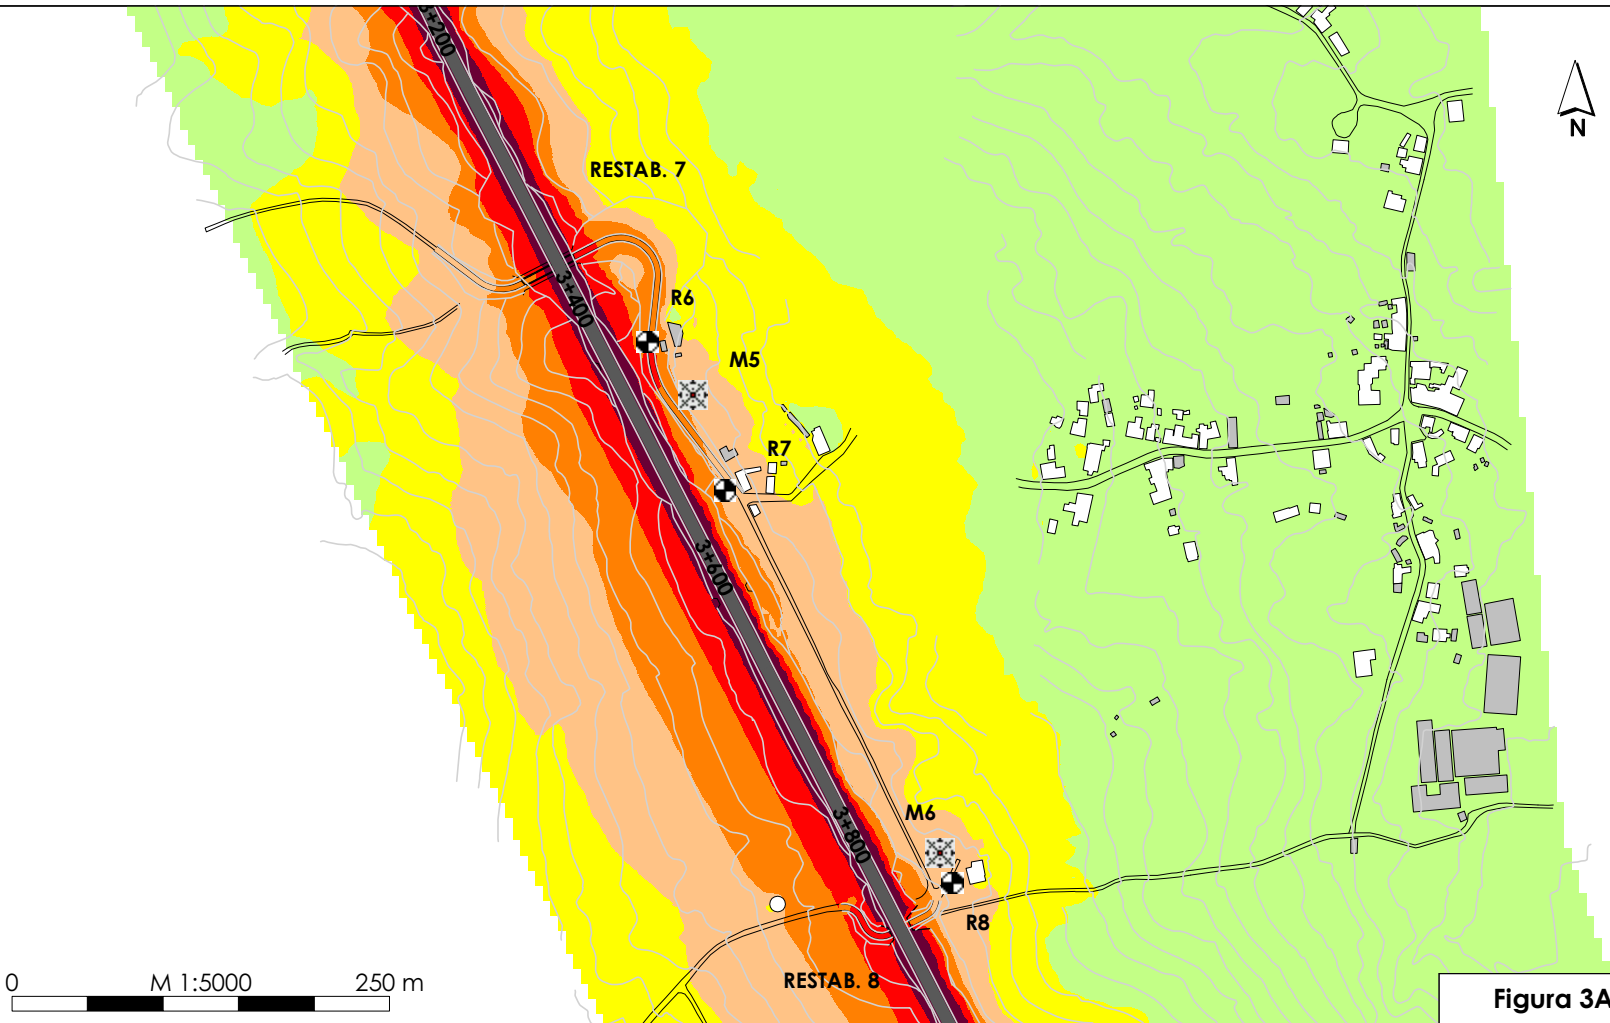 3+200
N
RESTAB. 7
3+400
R6
M5
R7
3+600
M6
3+800
R8
RESTAB. 8
0 M 1:5000 250 m
Figura 3A